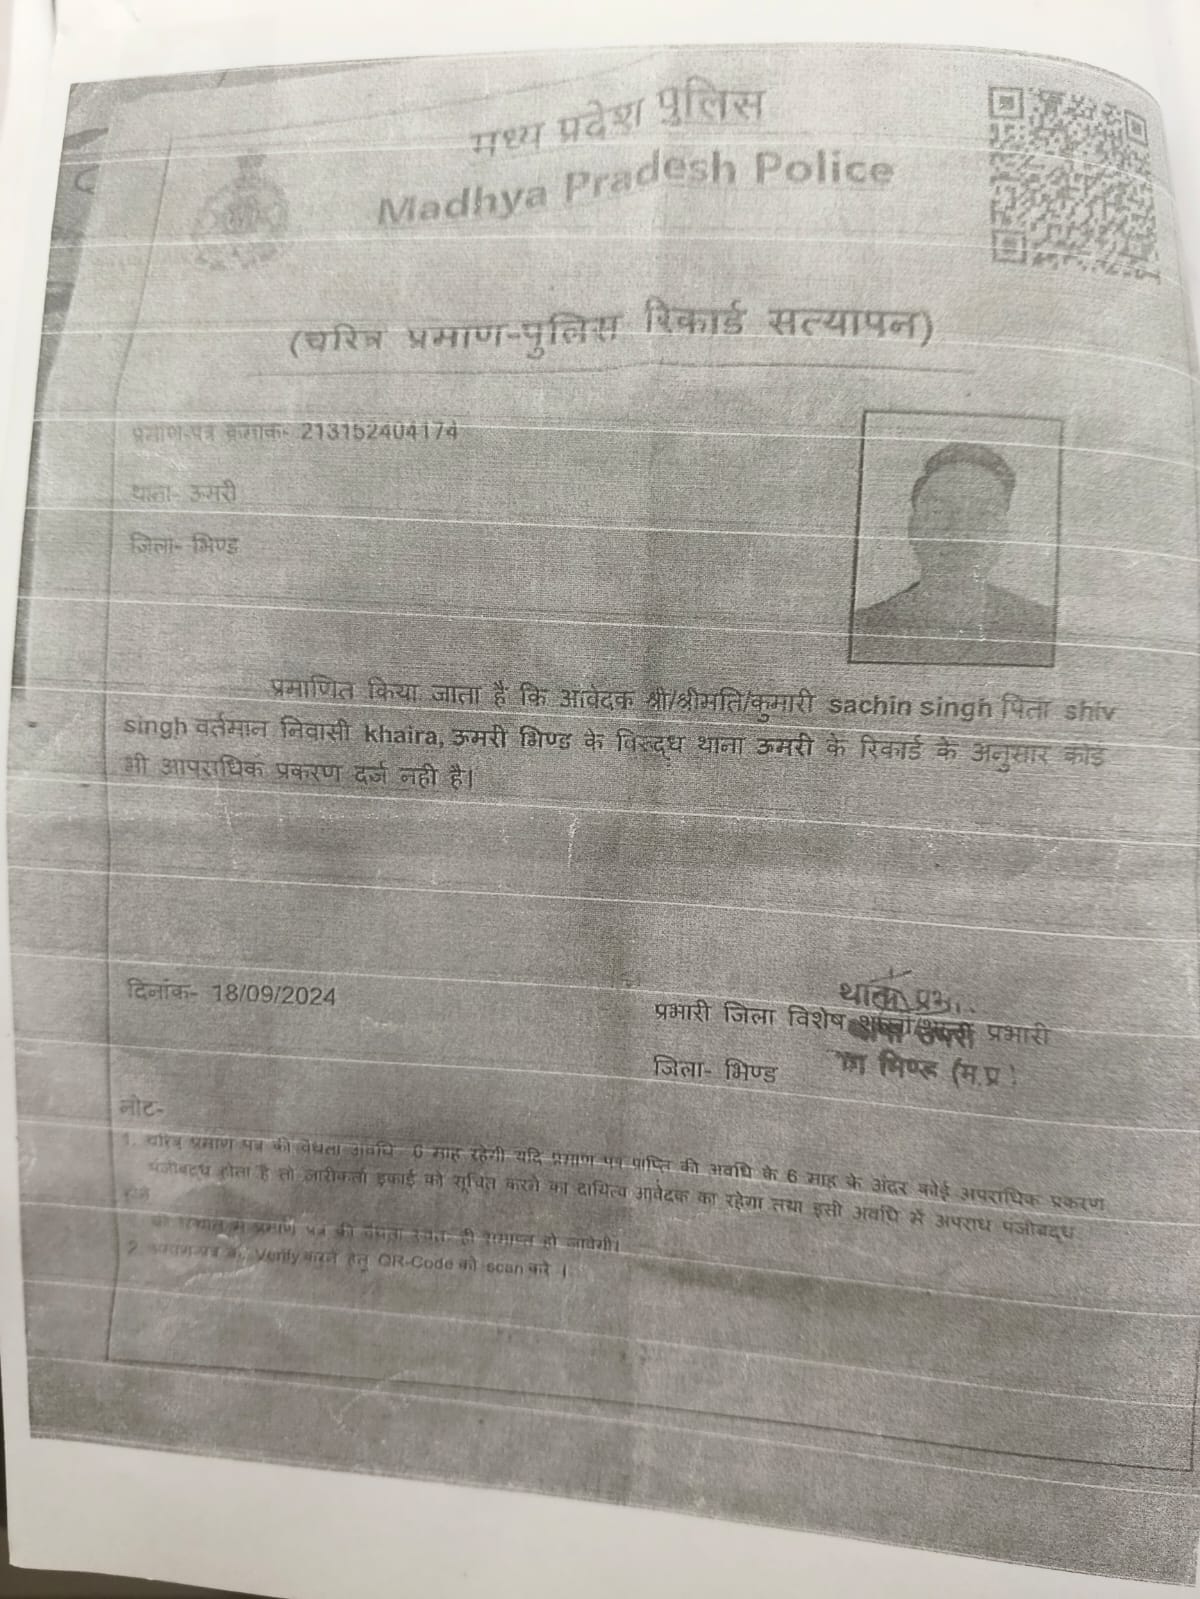 मध्य प्रदेश पुलिस
Madhya Pradesh Police
(चरित्र प्रमाण-पुलिस रिकार्ड सत्यापन)
प्रमाण-पत्र क्रमांक- 213152404174
थाना- ऊमरी
जिला- भिण्ड
प्रमाणित किया जाता है कि आवेदक श्री/श्रीमति/कुमारी sachin singh पिता shiv
singh वर्तमान निवासी khaira, ऊमरी भिण्ड के विरुद्ध थाना ऊमरी के रिकार्ड के अनुसार कोई
भी आपराधिक प्रकरण दर्ज नही है।
दिनांक- 18/09/2024
थाना प्रभा
प्रभारी जिला विशेष प्रभारी
जिला- भिण्ड
भिण्ड (म.प्र.)
नोट-
1. चरित्र प्रमाण पत्र की वैधता अवधि 6 माह रहेगी यदि प्रमाण पत्र प्राप्ति की अवधि के 6 माह के अंदर कोई अपराधिक प्रकरण
पंजीबद्ध होता है तो जारीकर्ता इकाई को सूचित करने का दायित्व आवेदक का रहेगा तथा इसी अवधि में अपराध पंजीबद्ध
होने
की स्थिति में प्रमाण पत्र की वैधता स्वतः ही समाप्त हो जावेगी।
2. प्रमाण-पत्र को Verify करने हेतु QR-Code को scan करे ।